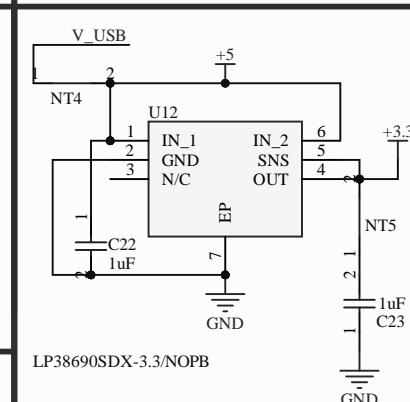 V_USB
+5
1 2
NT4
U12
1 IN_1 IN_2 6
2 GND SNS 5
3 N/C OUT 4
+3.3
2
EP
7
NT5
1
1
C22
1uF
2
2
1uF
C23
1
GND
LP38690SDX-3.3/NOPB
GND